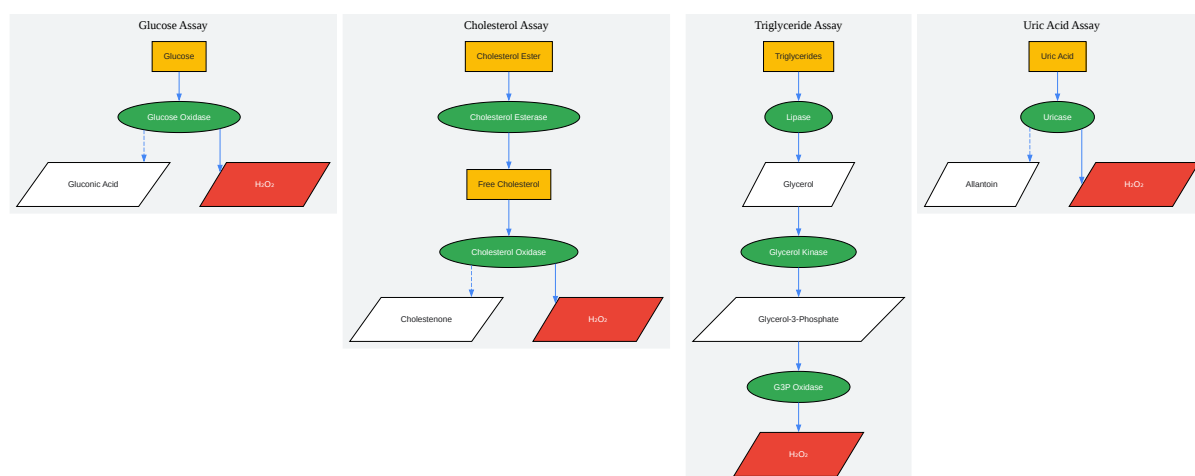 Glucose Assay
Glucose
Glucose Oxidase
Gluconic Acid
H₂O₂
Cholesterol Assay
Cholesterol Ester
Cholesterol Esterase
Free Cholesterol
Cholesterol Oxidase
Cholestenone
H₂O₂
Triglyceride Assay
Triglycerides
Lipase
Glycerol
Glycerol Kinase
Glycerol-3-Phosphate
G3P Oxidase
H₂O₂
Uric Acid Assay
Uric Acid
Uricase
Allantoin
H₂O₂